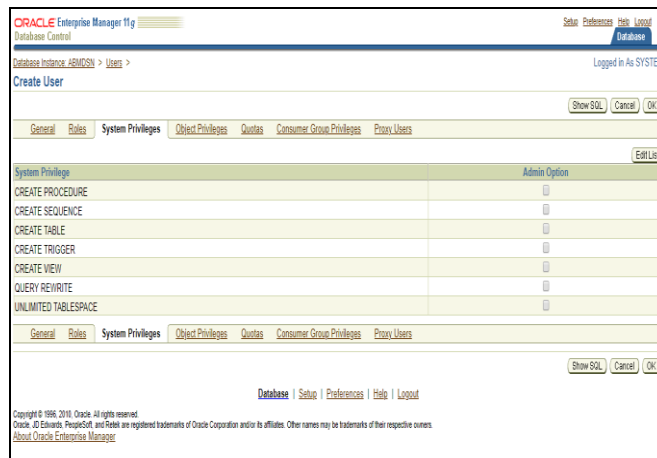 ORACLE Enterprise Manager 11g
Database Control
Setup Preferences Help Logout
Database
Database Instance: ABMDSN > Users >
Logged in As SYSTE
Create User
Show SQL Cancel OK
General Roles System Privileges Object Privileges Quotas Consumer Group Privileges Proxy Users
Edit Lis
System Privilege Admin Option
CREATE PROCEDURE
CREATE SEQUENCE
CREATE TABLE
CREATE TRIGGER
CREATE VIEW
QUERY REWRITE
UNLIMITED TABLESPACE
General Roles System Privileges Object Privileges Quotas Consumer Group Privileges Proxy Users
Show SQL Cancel OK
Database | Setup | Preferences | Help | Logout
Copyright © 1996, 2010, Oracle. All rights reserved.
Oracle, JD Edwards, PeopleSoft, and Retek are registered trademarks of Oracle Corporation and/or its affiliates. Other names may be trademarks of their respective owners.
About Oracle Enterprise Manager